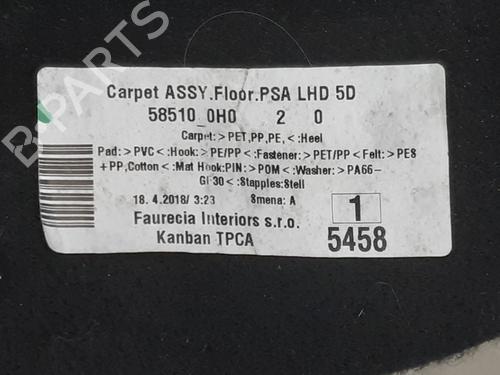 B-PARTS
Carpet ASSY.Floor.PSA LHD 5D
58510_0H0 2 0
Carpet:>PET,PP,PE,<:Heel
Pad:>PVC<:Hook:>PE/PP<:Fastener:>PET/PP<Felt:>PES
+PP,Cotton<:Mat Hook:PIN:>POM<:Washer:>PA66-
GF30<:Stapples:Stell
18. 4.2018/ 3:23 Smena: A
Faurecia Interiors s.r.o. 1
Kanban TPCA 5458